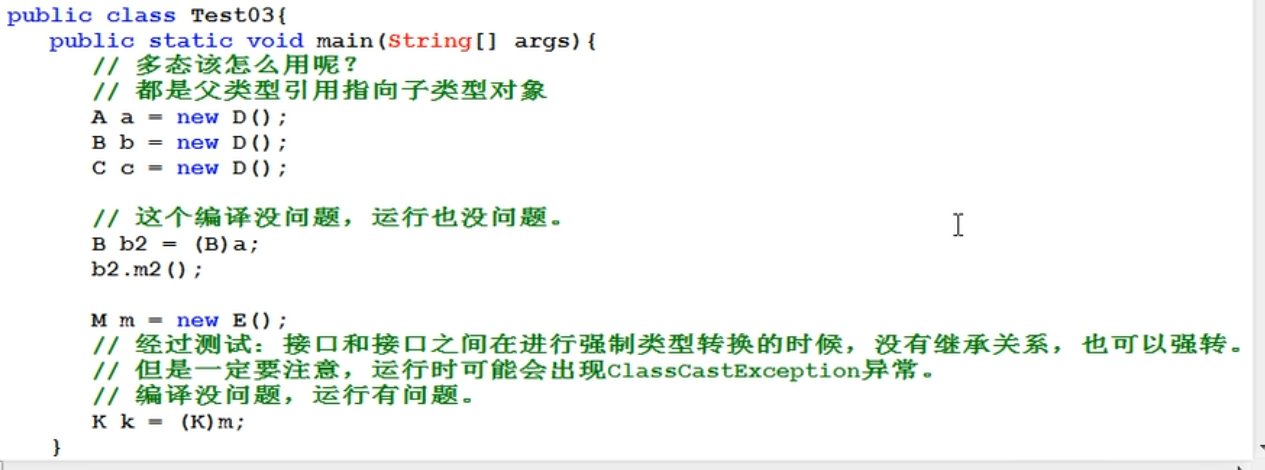 public class Test03{
public static void main(String[] args){
// 多态该怎么用呢？
// 都是父类型引用指向子类型对象
A a = new D();
B b = new D();
C c = new D();
// 这个编译没问题，运行也没问题。
B b2 = (B)a;
b2.m2();
M m = new E();
// 经过测试：接口和接口之间在进行强制类型转换的时候，没有继承关系，也可以强转。
// 但是一定要注意，运行时可能会出现ClassCastException异常。
// 编译没问题，运行有问题。
K k = (K)m;
}